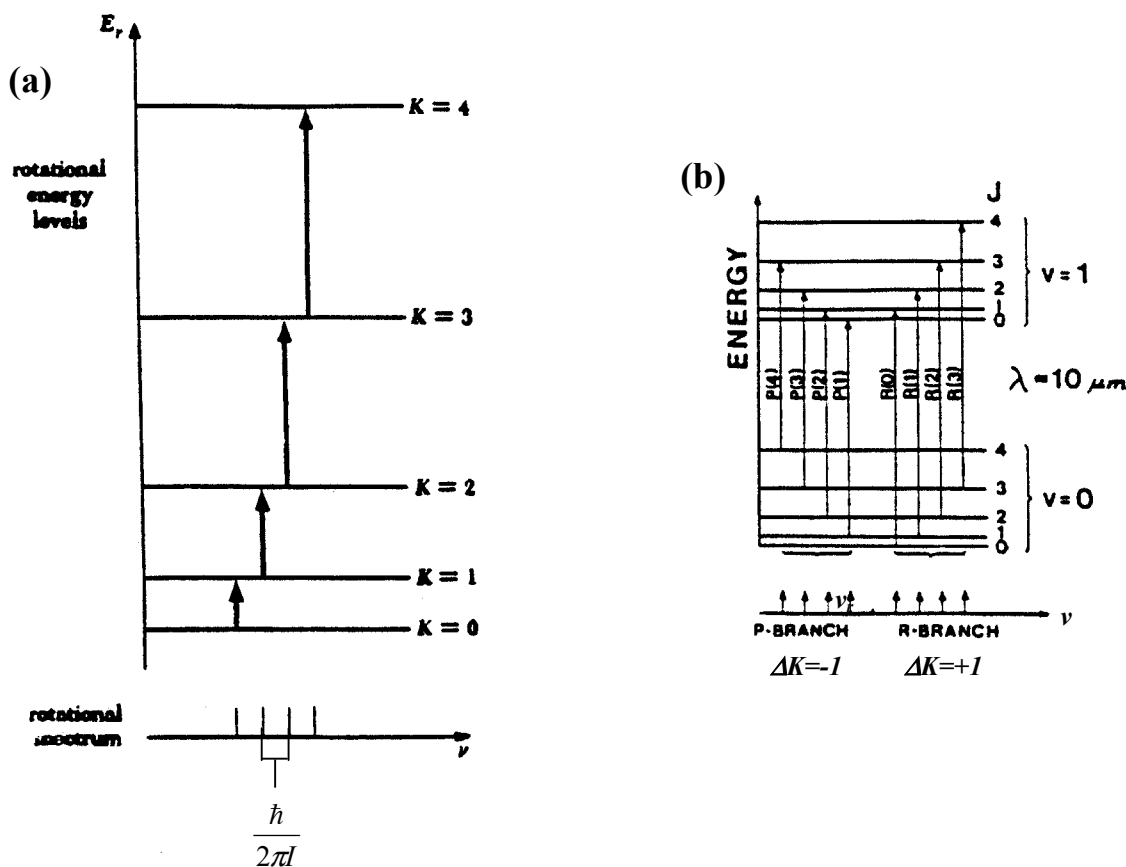 (a)
E_r
rotational
energy
levels
K = 4
K = 3
K = 2
K = 1
K = 0
rotational
spectrum
ν
ħ
2πI
(b)
ENERGY
J
4
3
2
1
0
v = 1
P(4)
P(3)
P(2)
P(1)
R(0)
R(1)
R(2)
R(3)
λ ≈ 10 μm
4
3
2
1
0
v = 0
ν
ν
P-BRANCH R-BRANCH
ΔK=-1 ΔK=+1